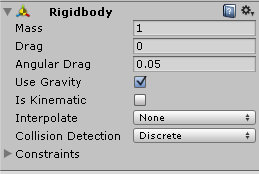 Rigidbody
Mass 1
Drag 0
Angular Drag 0.05
Use Gravity
Is Kinematic
Interpolate None
Collision Detection Discrete
Constraints